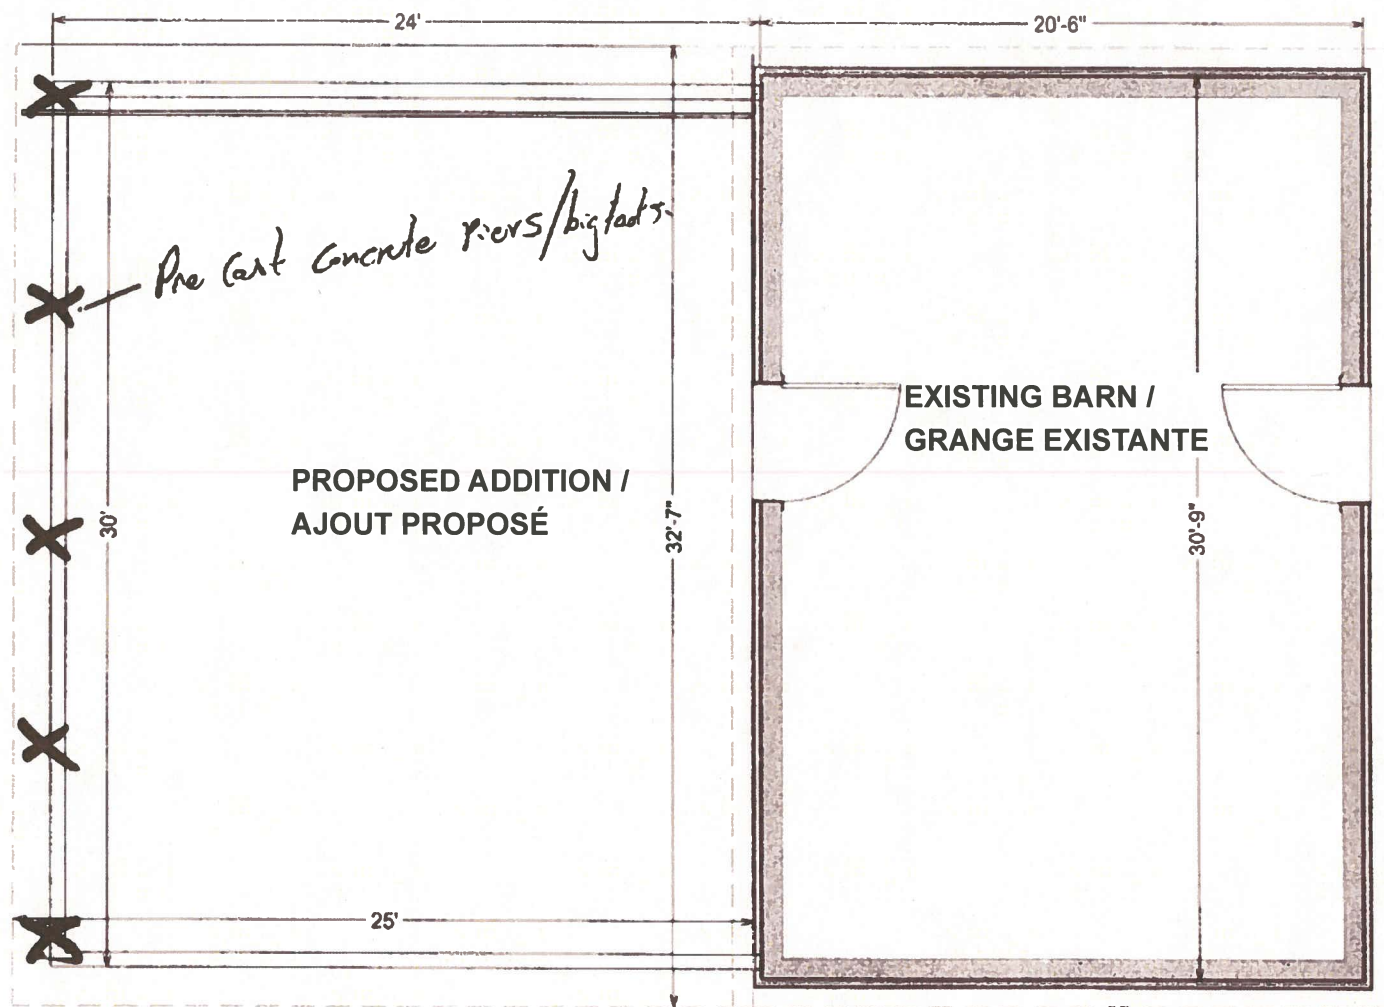 24'
20'-6"
Pre Cast Concrete Piers/bigfoots
EXISTING BARN /
GRANGE EXISTANTE
PROPOSED ADDITION /
AJOUT PROPOSÉ
30'
32'-7"
30'-9"
25'